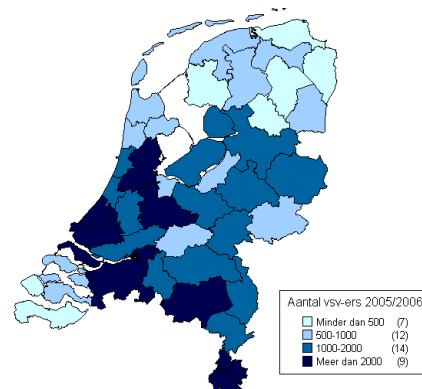 Aantal vsv-ers 2005/2006
Minder dan 500 (7)
500-1000 (12)
1000-2000 (14)
Meer dan 2000 (9)